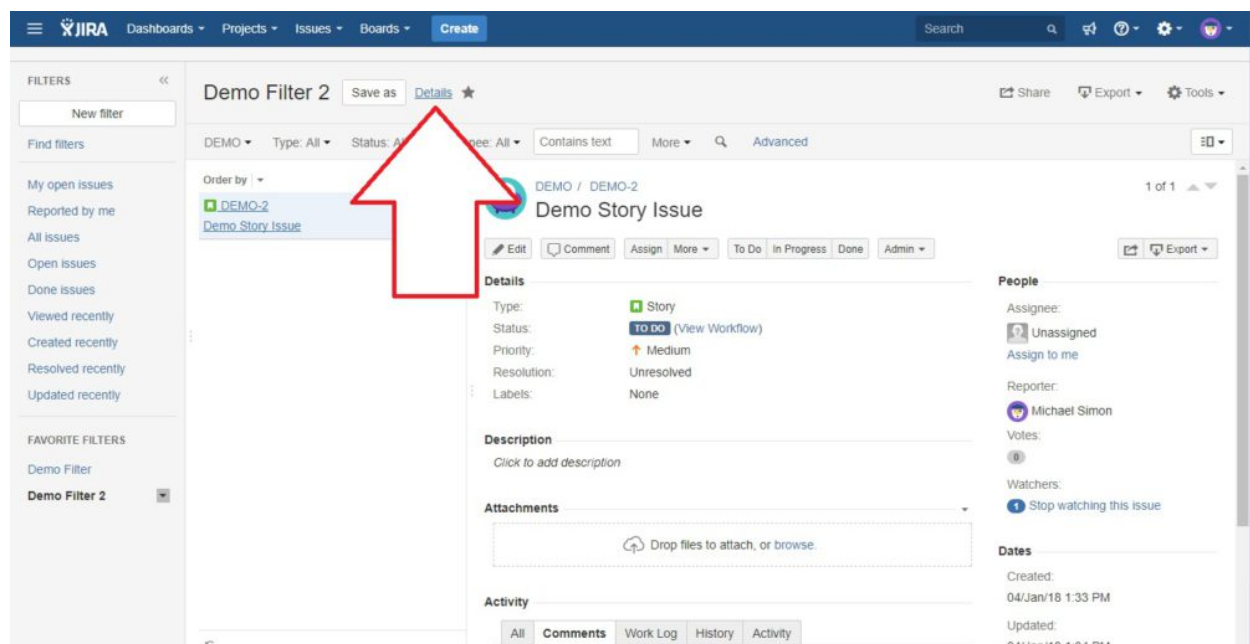 JIRA Dashboards Projects Issues Boards Create Search
FILTERS
New filter
Find filters
My open issues
Reported by me
All issues
Open issues
Done issues
Viewed recently
Created recently
Resolved recently
Updated recently
FAVORITE FILTERS
Demo Filter
Demo Filter 2
Demo Filter 2 Save as Details Share Export Tools
DEMO Type: All Status: All Contains text More Advanced
Order by
DEMO-2
Demo Story Issue
DEMO / DEMO-2 1 of 1
Demo Story Issue
Edit Comment Assign More To Do In Progress Done Admin Export
Details
Type: Story
Status: TO DO (View Workflow)
Priority: Medium
Resolution: Unresolved
Labels: None
Description
Click to add description
Attachments
Drop files to attach, or browse.
Activity
All Comments Work Log History Activity
People
Assignee:
Unassigned
Assign to me
Reporter:
Michael Simon
Votes:
0
Watchers:
1 Stop watching this issue
Dates
Created:
04/Jan/18 1:33 PM
Updated: